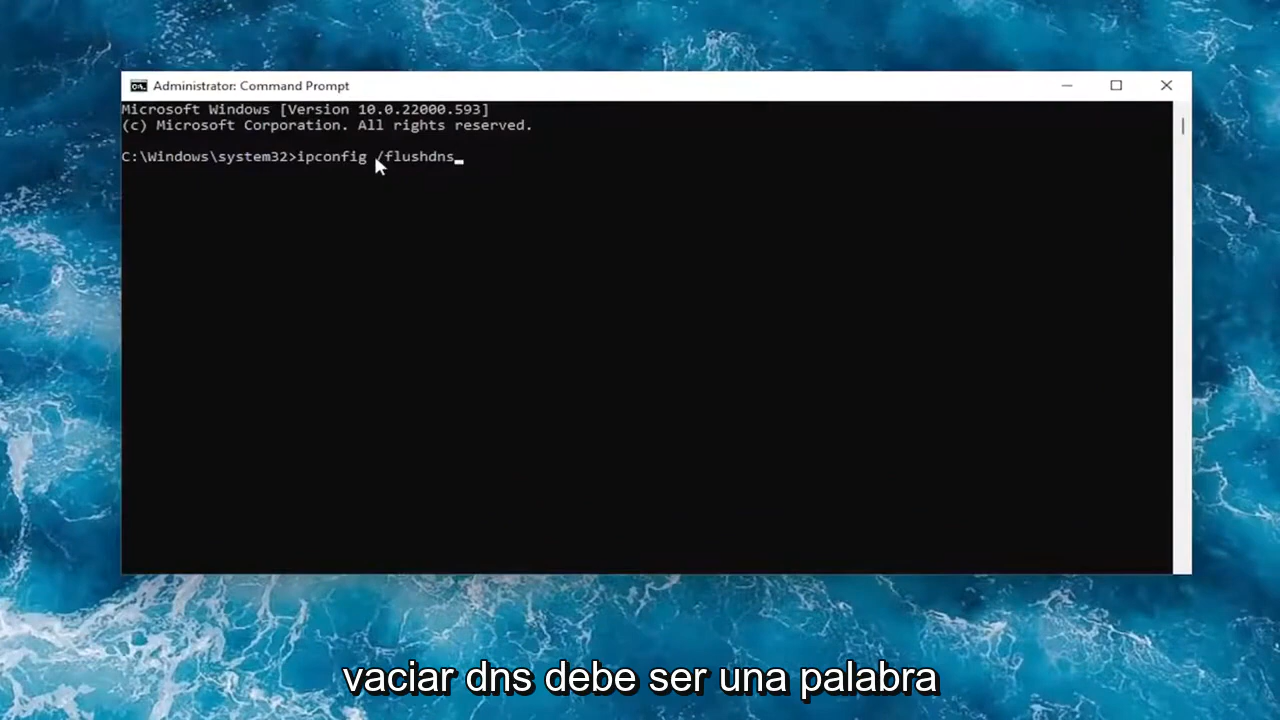 Administrator: Command Prompt
Microsoft Windows [Version 10.0.22000.593]
(c) Microsoft Corporation. All rights reserved.
C:\Windows\system32>ipconfig /flushdns
vaciar dns debe ser una palabra